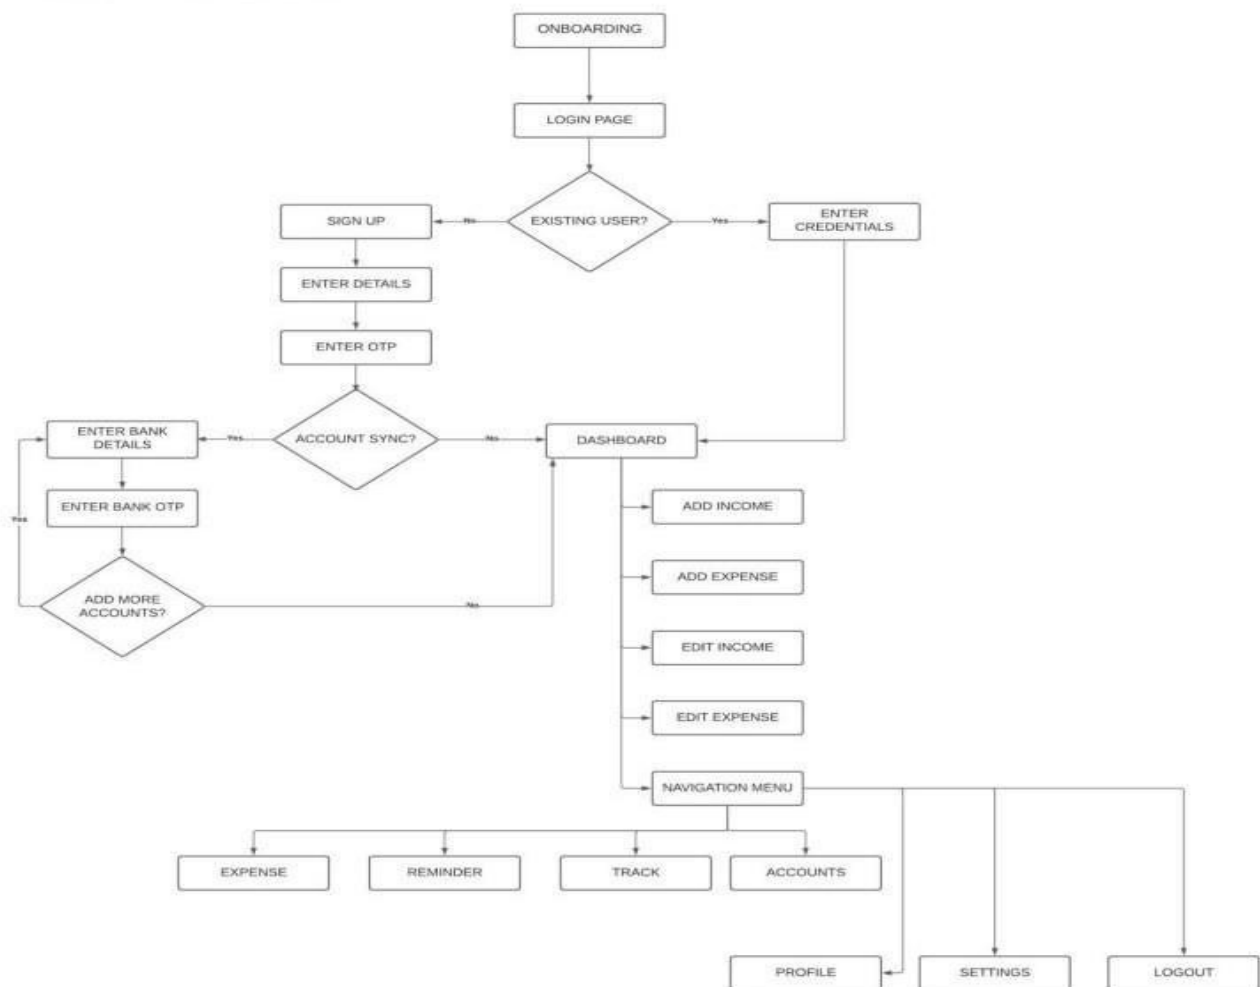 ONBOARDING
LOGIN PAGE
EXISTING USER?
No
Yes
SIGN UP
ENTER
CREDENTIALS
ENTER DETAILS
ENTER OTP
ACCOUNT SYNC?
Yes
No
ENTER BANK
DETAILS
DASHBOARD
ENTER BANK OTP
Yes
ADD MORE
ACCOUNTS?
No
ADD INCOME
ADD EXPENSE
EDIT INCOME
EDIT EXPENSE
NAVIGATION MENU
EXPENSE
REMINDER
TRACK
ACCOUNTS
PROFILE
SETTINGS
LOGOUT